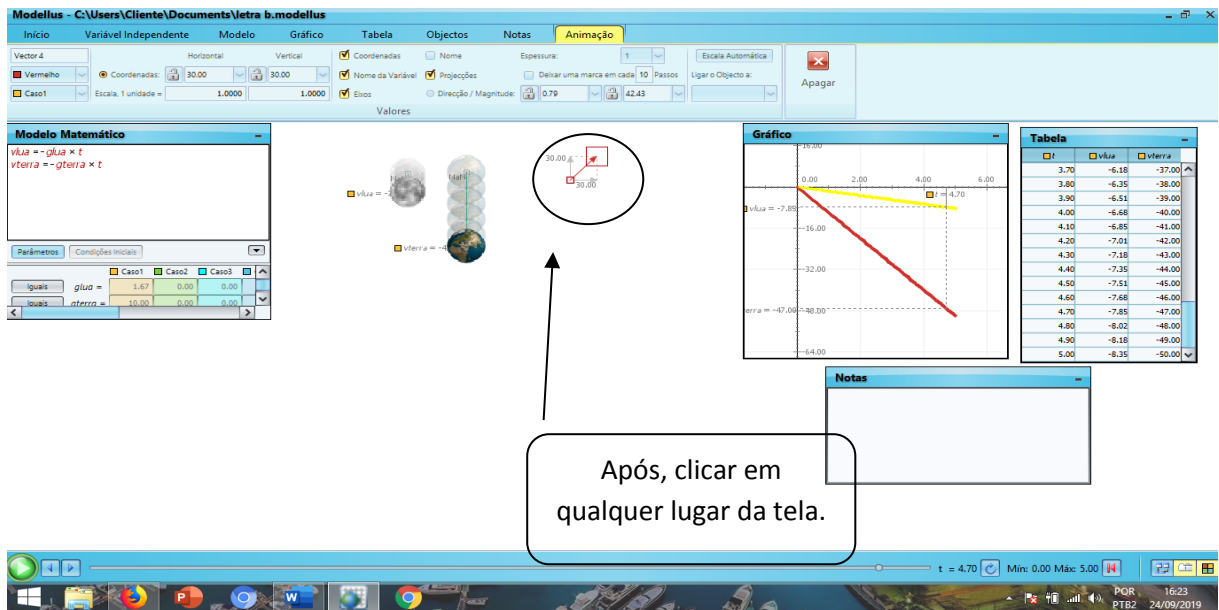 Modellus - C:\Users\Cliente\Documents\letra b.modellus
Início Variável Independente Modelo Gráfico Tabela Objectos Notas Animação
Vector 4 Horizontal Vertical Coordenadas Nome Espessura: 1 Escala Automática
Vermelho Coordenadas: 30.00 30.00 Nome da Variável Projecções Deixar uma marca em cada 10 Passos Ligar o Objecto a:
Caso1 Escala, 1 unidade = 1.0000 1.0000 Eixos Direcção / Magnitude: 0.79 42.43
Apagar
Valores
Modelo Matemático
vlua =-glua × t
vterra =-gterra × t
Parâmetros Condições Iniciais
Caso1 Caso2 Caso3
Iguais glua = 1.67 0.00 0.00
Iguais gterra = 10.00 0.00 0.00
vlua = -7
vterra = -4
30.00
30.00
Gráfico
16.00
0.00 2.00 4.00 6.00
t = 4.70
vlua = -7.85
-16.00
-32.00
erra = -47.00
-48.00
-64.00
Tabela
t vlua vterra
3.70 -6.18 -37.00
3.80 -6.35 -38.00
3.90 -6.51 -39.00
4.00 -6.68 -40.00
4.10 -6.85 -41.00
4.20 -7.01 -42.00
4.30 -7.18 -43.00
4.40 -7.35 -44.00
4.50 -7.51 -45.00
4.60 -7.68 -46.00
4.70 -7.85 -47.00
4.80 -8.02 -48.00
4.90 -8.18 -49.00
5.00 -8.35 -50.00
Notas
Após, clicar em
qualquer lugar da tela.
t = 4.70 Mín: 0.00 Máx: 5.00
POR 16:23
PTB2 24/09/2019